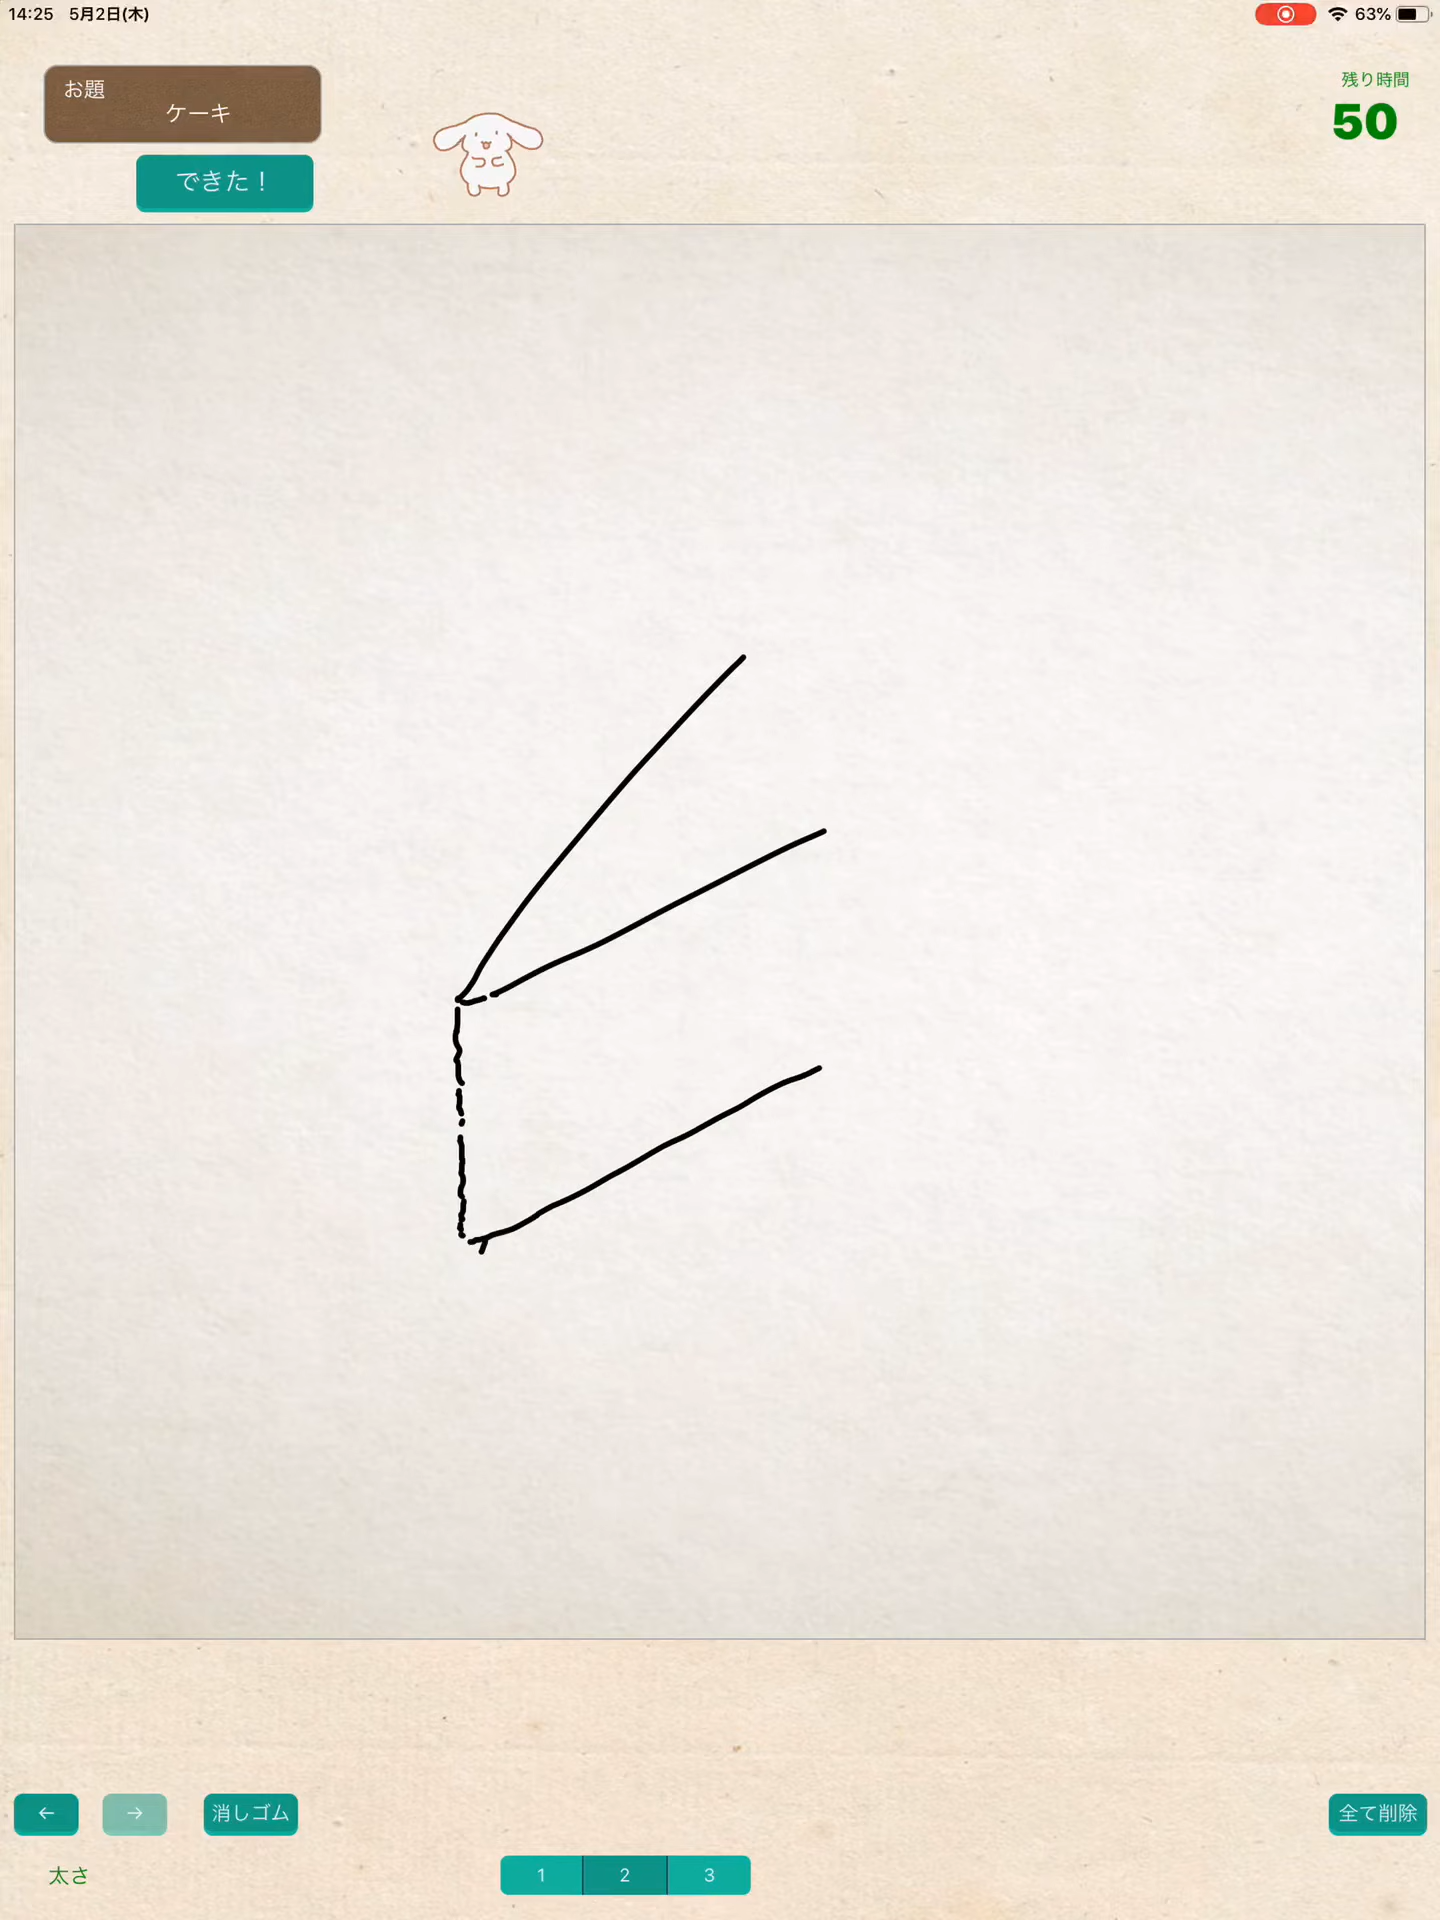 14:25 5月2日(木)
63%
お題
ケーキ
残り時間
50
できた！
← → 消しゴム 全て削除
太さ 1 2 3